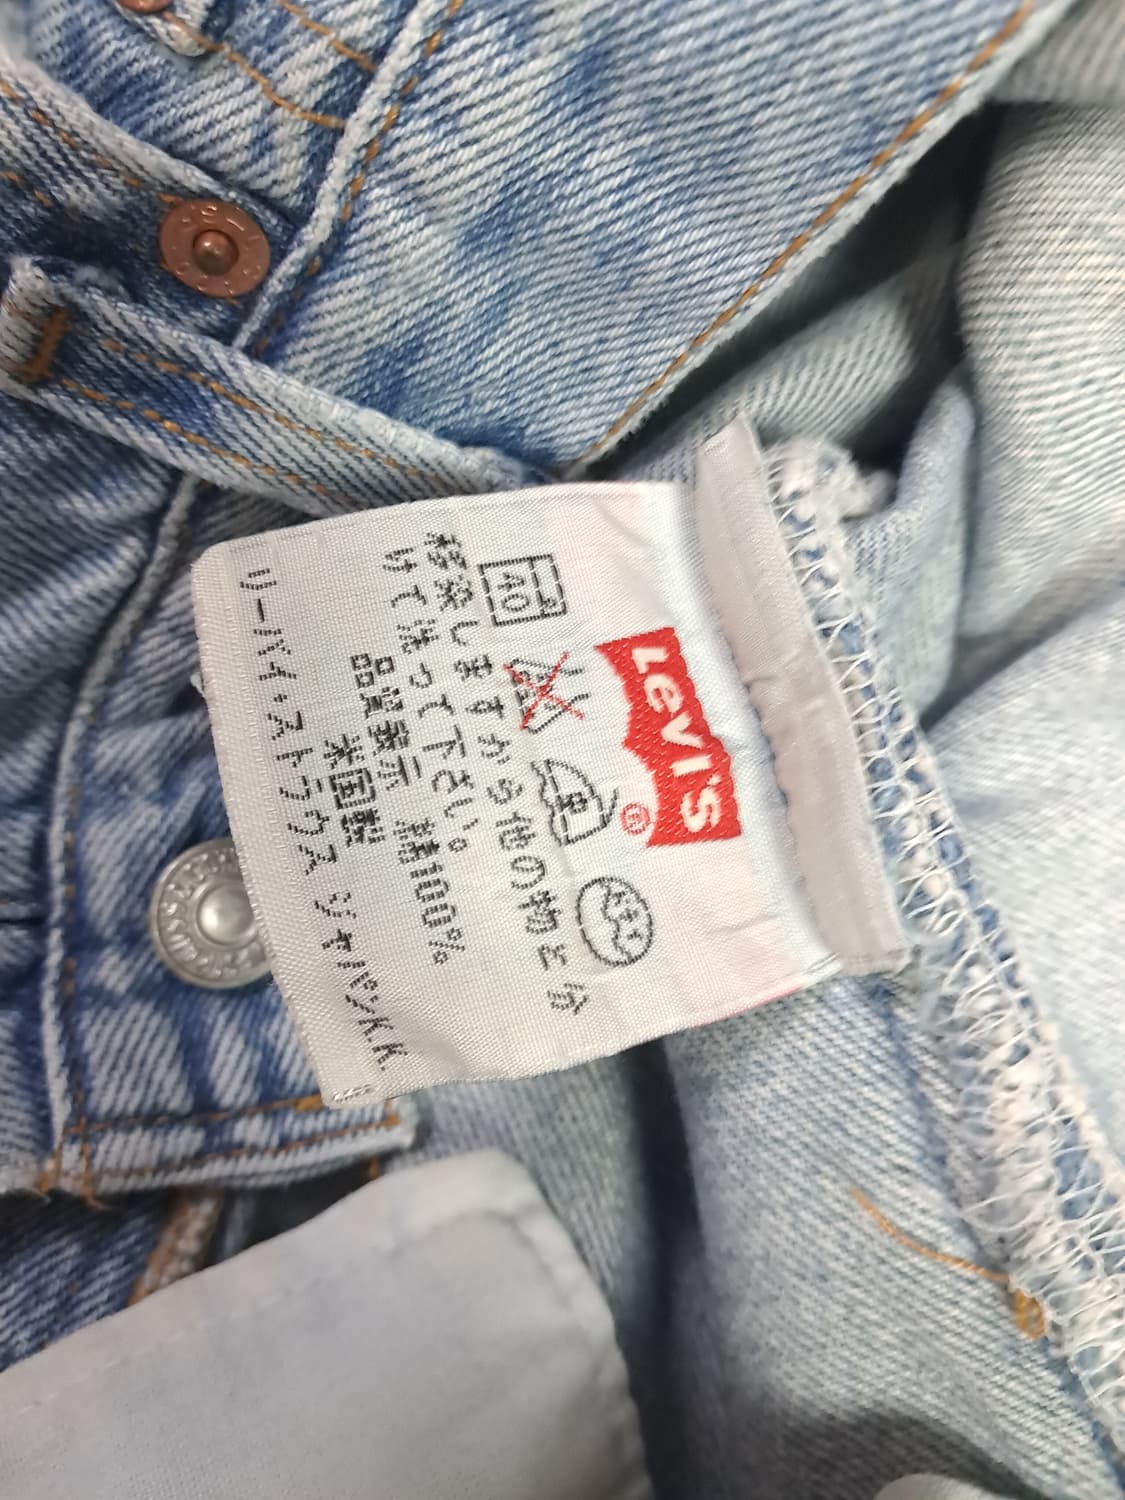 LEVI'S®
40
移染しますから他の物と分
けて洗って下さい。
品質表示 綿100%
米国製
リーバイ・ストラウス ジャパンK.K.